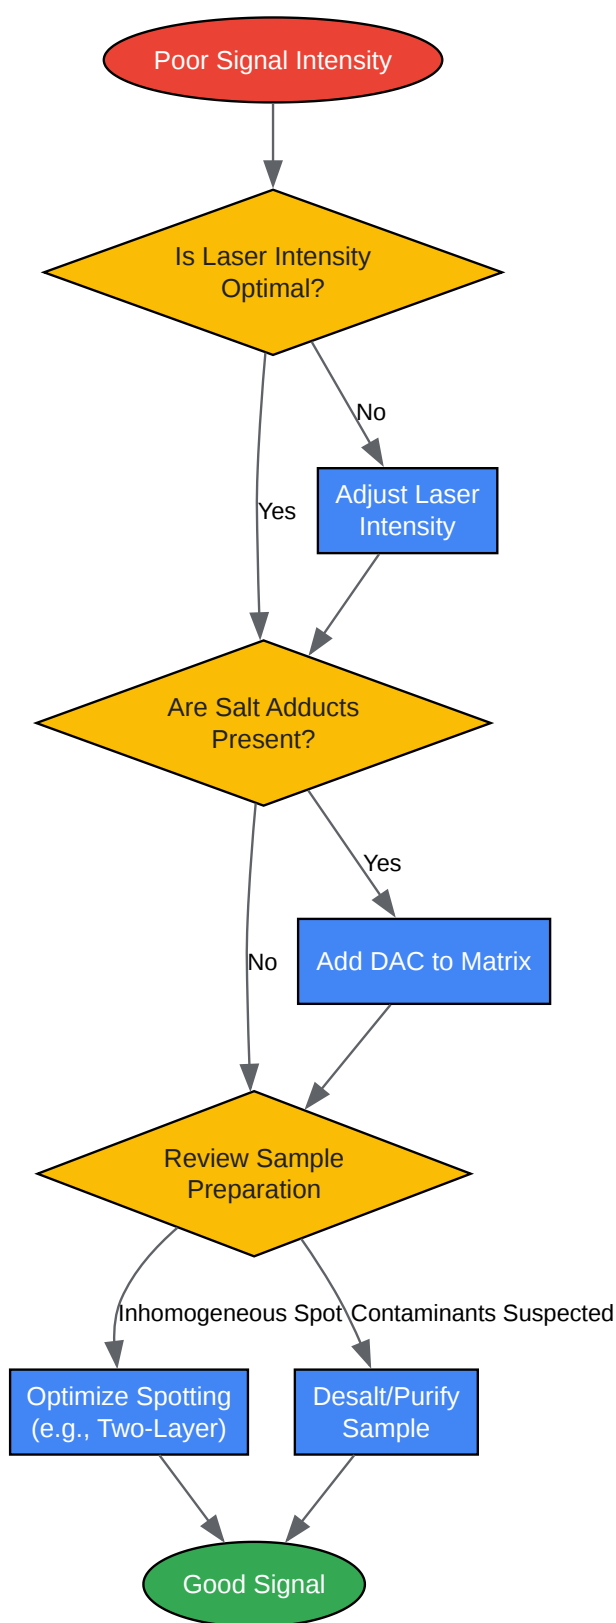 Poor Signal Intensity
Is Laser Intensity
Optimal?
No
Adjust Laser
Intensity
Yes
Are Salt Adducts
Present?
Yes
Add DAC to Matrix
No
Review Sample
Preparation
Inhomogeneous Spot
Contaminants Suspected
Optimize Spotting
(e.g., Two-Layer)
Desalt/Purify
Sample
Good Signal